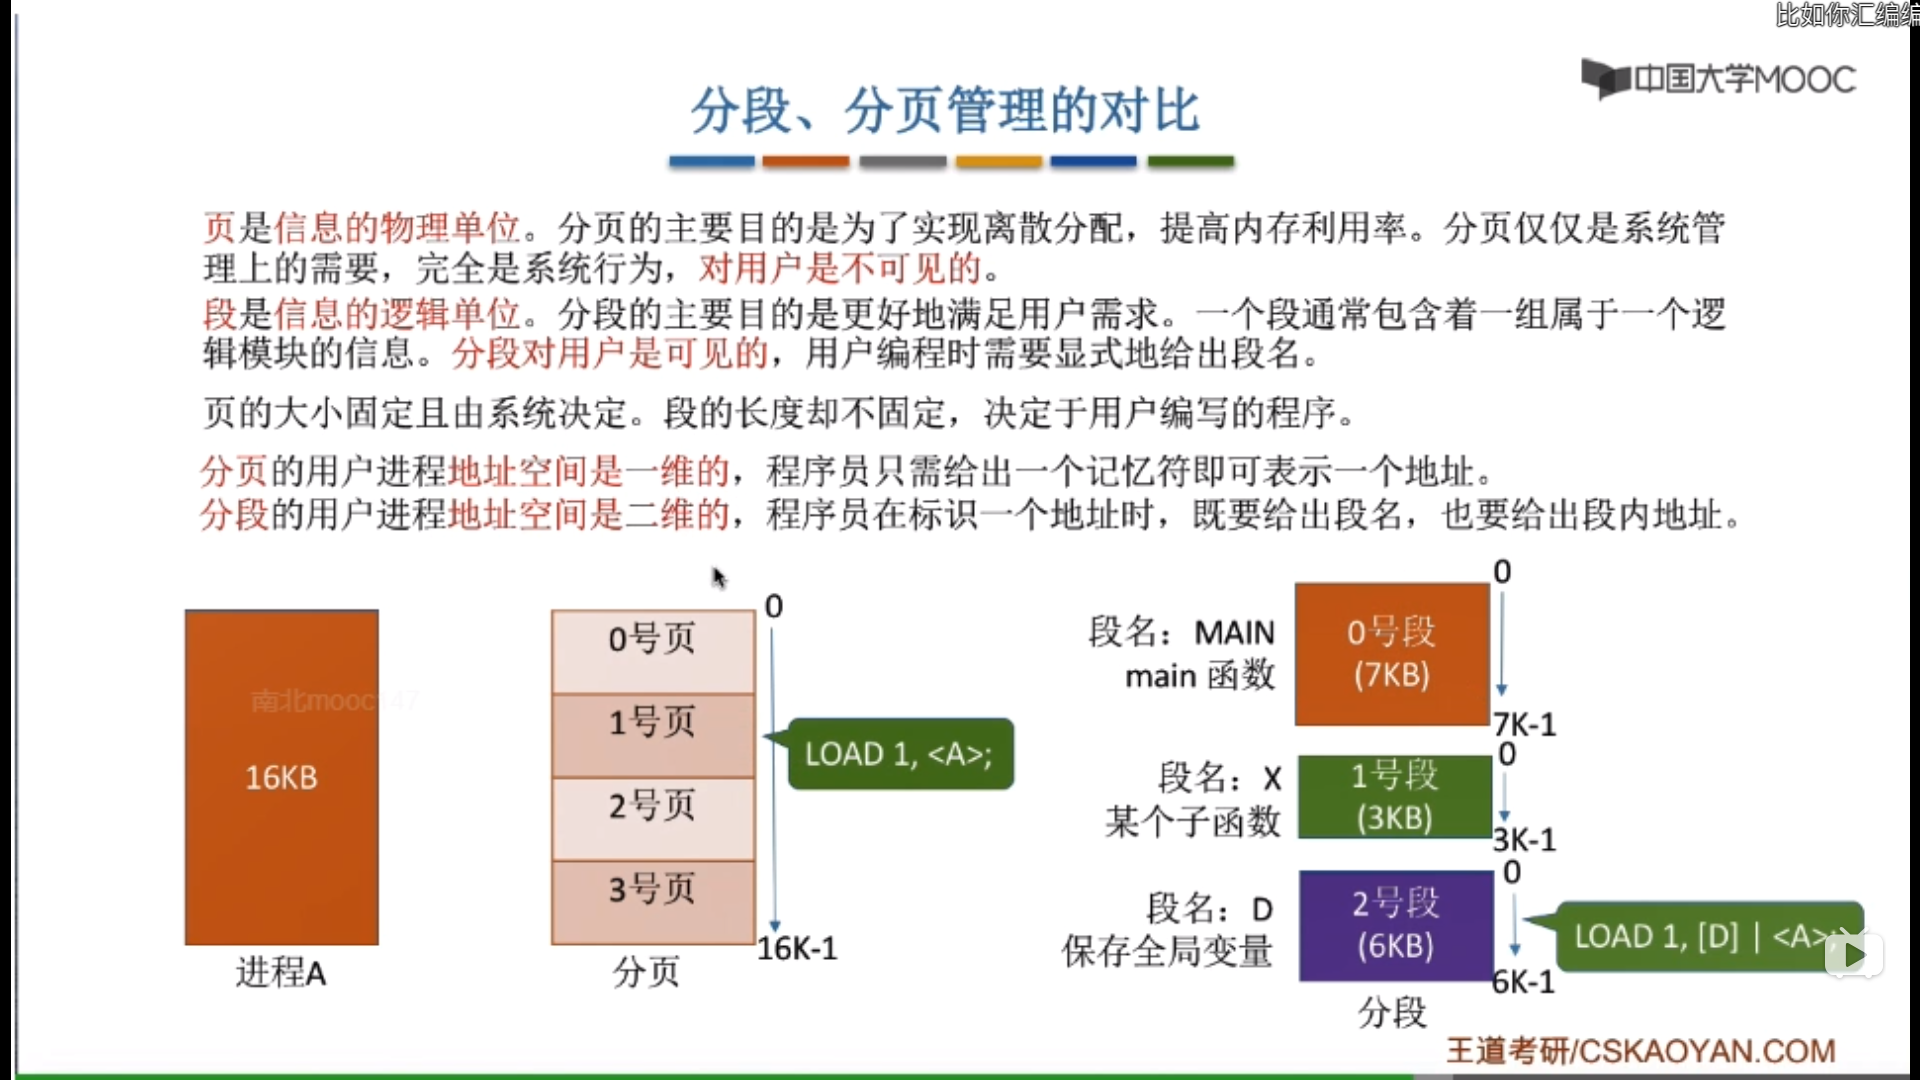 比如你汇编编
中国大学MOOC
分段、分页管理的对比
页是信息的物理单位。分页的主要目的是为了实现离散分配，提高内存利用率。分页仅仅是系统管
理上的需要，完全是系统行为，对用户是不可见的。
段是信息的逻辑单位。分段的主要目的是更好地满足用户需求。一个段通常包含着一组属于一个逻
辑模块的信息。分段对用户是可见的，用户编程时需要显式地给出段名。
页的大小固定且由系统决定。段的长度却不固定，决定于用户编写的程序。
分页的用户进程地址空间是一维的，程序员只需给出一个记忆符即可表示一个地址。
分段的用户进程地址空间是二维的，程序员在标识一个地址时，既要给出段名，也要给出段内地址。
南北mooc147
16KB
进程A
0
0号页
1号页
2号页
3号页
16K-1
分页
LOAD 1, <A>;
段名：MAIN
main 函数
0号段
(7KB)
0
7K-1
段名：X
某个子函数
1号段
(3KB)
0
3K-1
段名：D
保存全局变量
2号段
(6KB)
0
6K-1
LOAD 1, [D] | <A>;
分段
王道考研/CSKAOYAN.COM